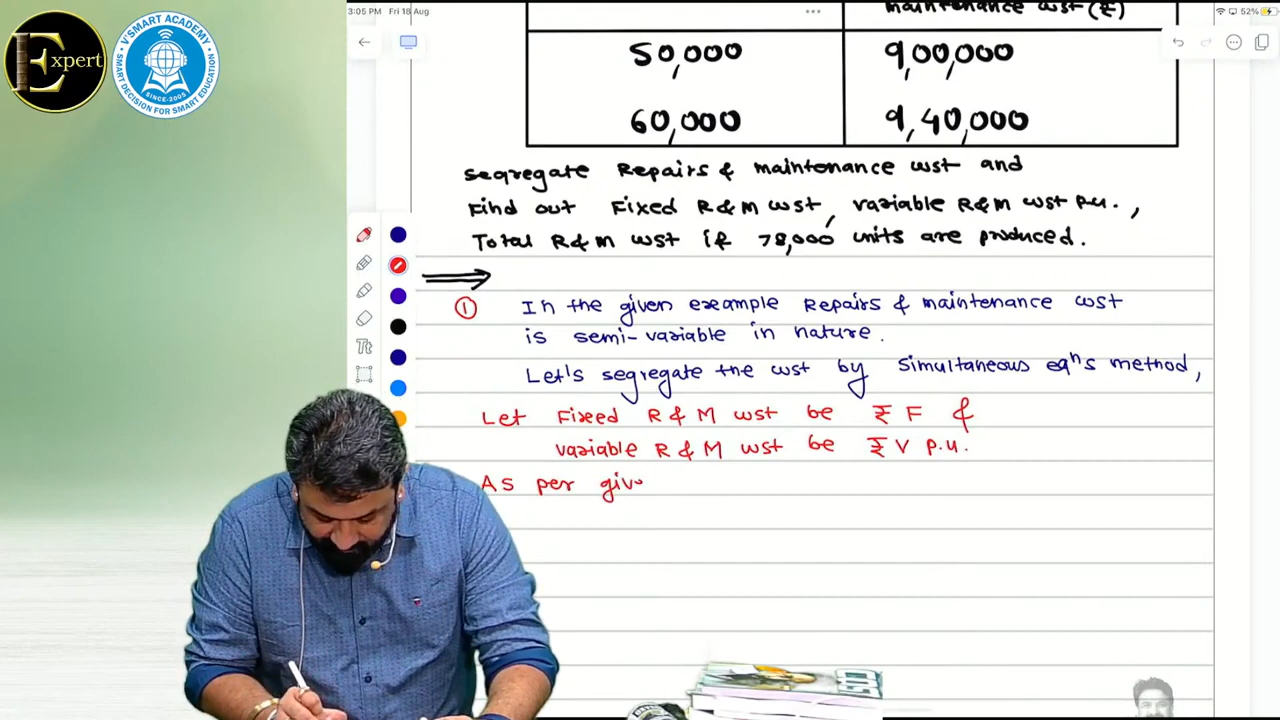 3:05 PM Fri 18 Aug
52%
Expert
V SMART ACADEMY
SINCE-2005
SMART DECISION FOR SMART EDUCATION
maintenance cost (₹)
50,000 9,00,000
60,000 9,40,000
segregate Repairs & maintenance cost and
Find out Fixed R&M cost, variable R&M cost p.u.,
Total R&M cost if 78,000 units are produced.
① In the given example Repairs & maintenance cost
is semi-variable in nature.
Let's segregate the cost by simultaneous eqⁿs method,
Let Fixed R & M cost be ₹ F &
variable R & M cost be ₹ V p.u.
As per giv
Tt